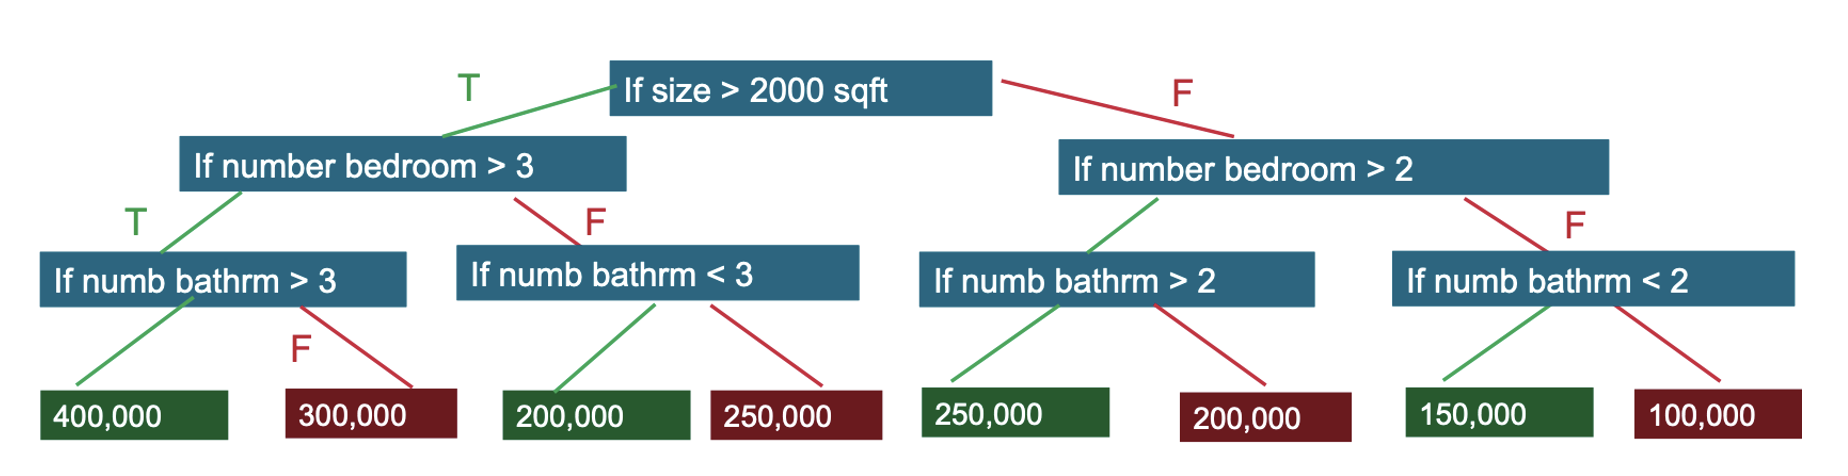 If size > 2000 sqft
T
F
If number bedroom > 3
If number bedroom > 2
T
F
F
If numb bathrm > 3
If numb bathrm < 3
If numb bathrm > 2
If numb bathrm < 2
F
400,000
300,000
200,000
250,000
250,000
200,000
150,000
100,000